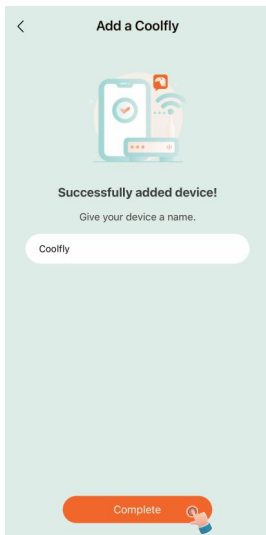 Add a Coolfly
Successfully added device!
Give your device a name.
Coolfly
Complete